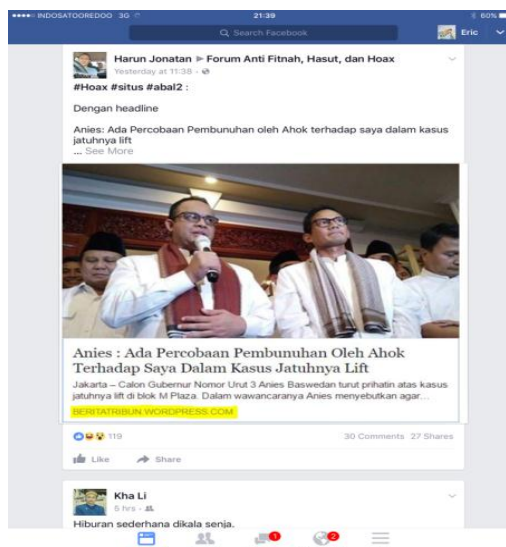 INDOSATOOREDOO 3G
21:39
60%
Search Facebook
Eric
Harun Jonatan ▸ Forum Anti Fitnah, Hasut, dan Hoax
Yesterday at 11:38 ·
#Hoax #situs #abal2 :
Dengan headline
Anies: Ada Percobaan Pembunuhan oleh Ahok terhadap saya dalam kasus
jatuhnya lift
... See More
Anies : Ada Percobaan Pembunuhan Oleh Ahok
Terhadap Saya Dalam Kasus Jatuhnya Lift
Jakarta – Calon Gubernur Nomor Urut 3 Anies Baswedan turut prihatin atas kasus
jatuhnya lift di blok M Plaza. Dalam wawancaranya Anies menyebutkan agar...
BERITATRIBUN.WORDPRESS.COM
119
30 Comments 27 Shares
Like
Share
Kha Li
5 hrs ·
Hiburan sederhana dikala senja.
1
2